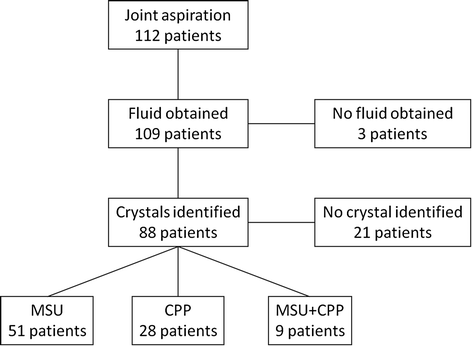 Joint aspiration
112 patients
Fluid obtained
109 patients
No fluid obtained
3 patients
Crystals identified
88 patients
No crystal identified
21 patients
MSU
51 patients
CPP
28 patients
MSU+CPP
9 patients